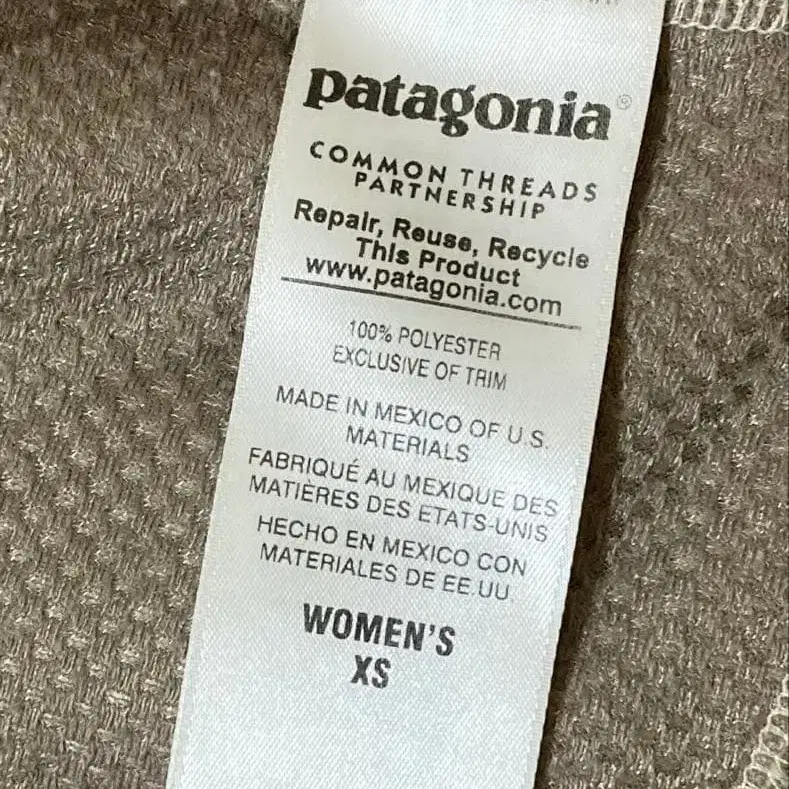 patagonia®
COMMON THREADS
PARTNERSHIP
Repair, Reuse, Recycle
This Product
www.patagonia.com
100% POLYESTER
EXCLUSIVE OF TRIM
MADE IN MEXICO OF U.S.
MATERIALS
FABRIQUÉ AU MEXIQUE DES
MATIÈRES DES ETATS-UNIS
HECHO EN MEXICO CON
MATERIALES DE EE.UU.
WOMEN'S
XS